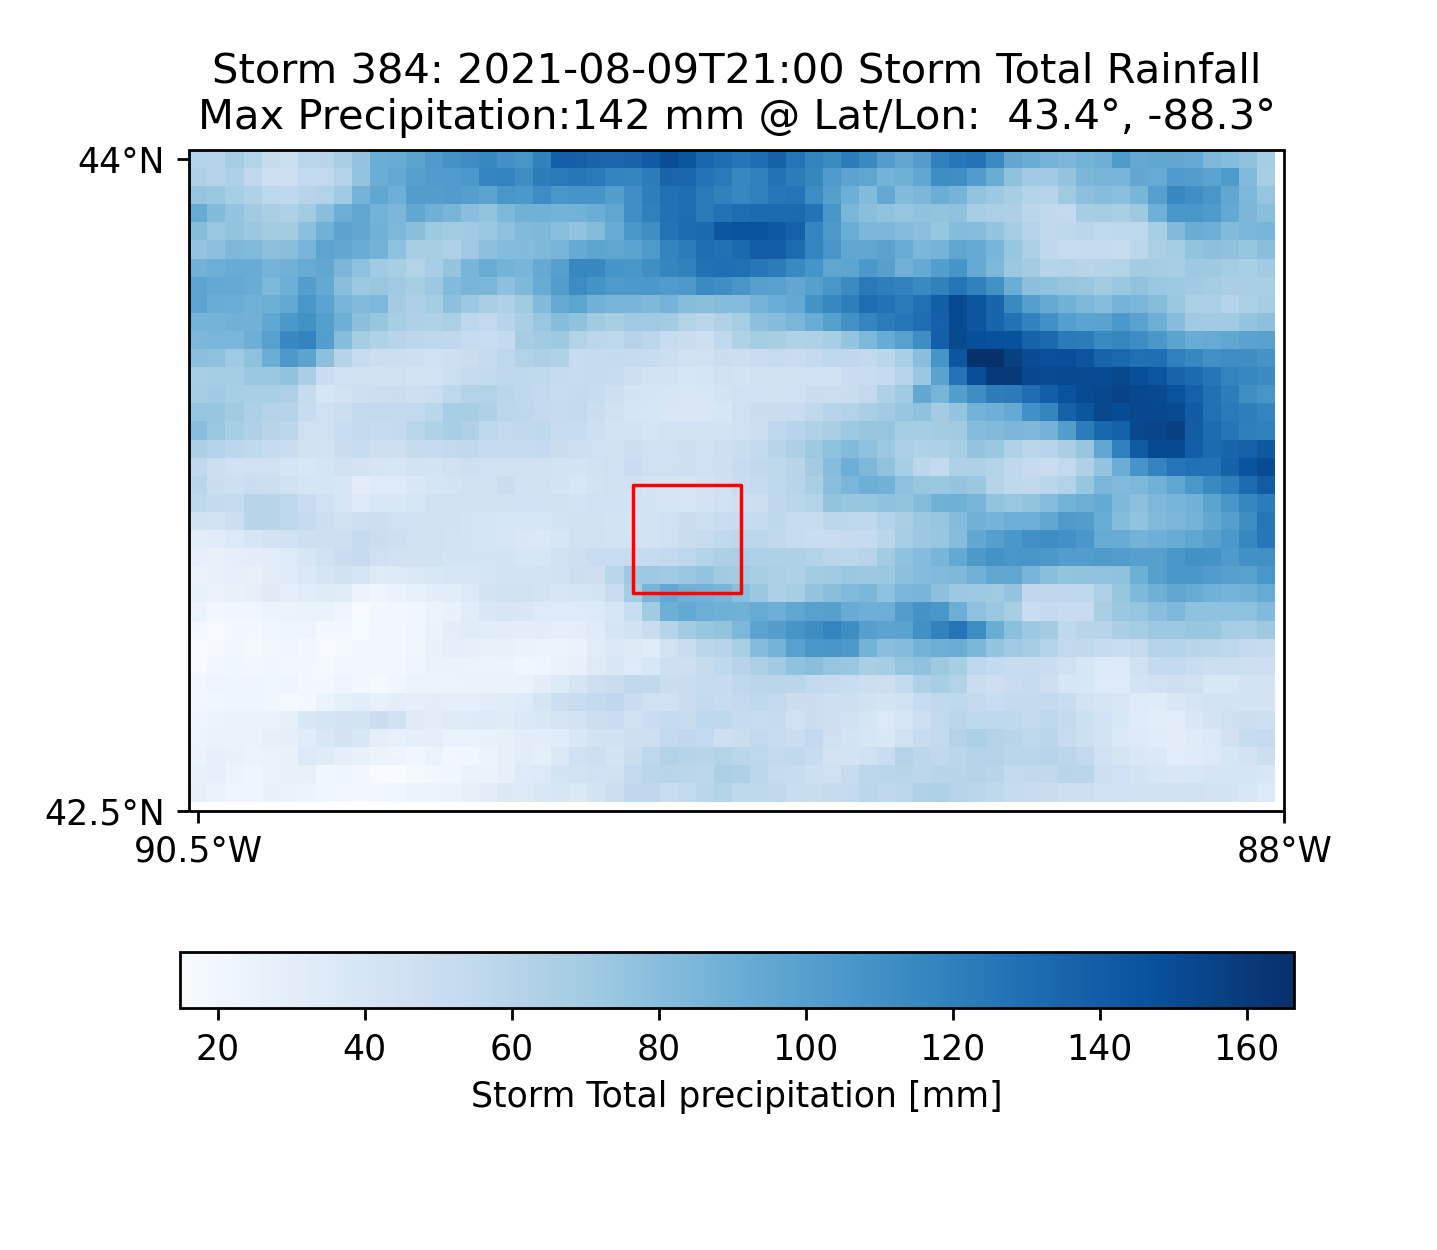 Storm 384: 2021-08-09T21:00 Storm Total Rainfall
Max Precipitation:142 mm @ Lat/Lon:  43.4°, -88.3°
44°N
42.5°N
90.5°W 88°W
20 40 60 80 100 120 140 160
Storm Total precipitation [mm]